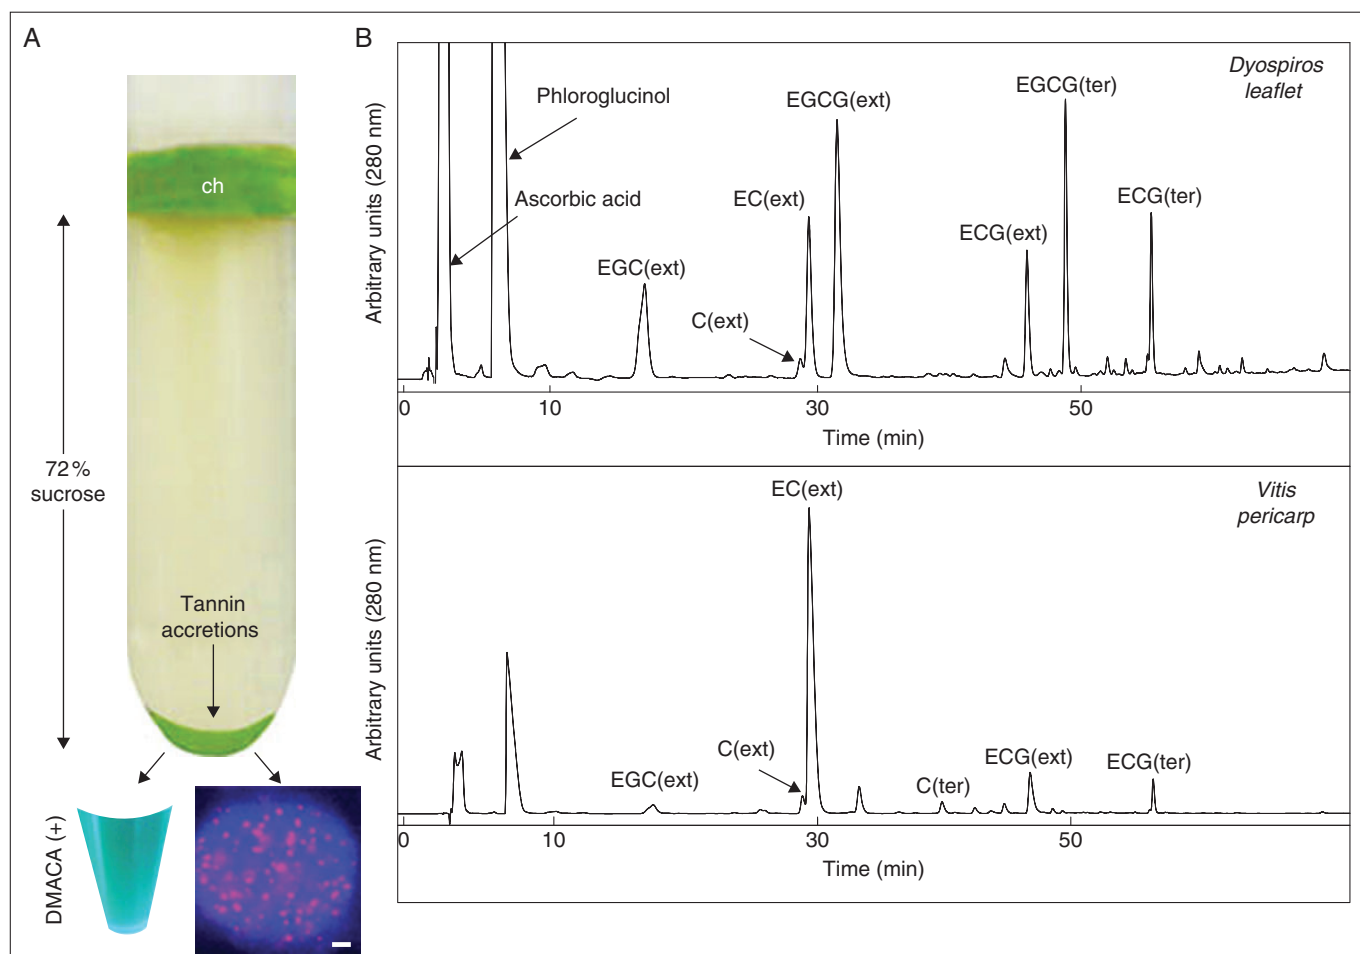 A
ch
72%
sucrose
Tannin
accretions
DMACA (+)
B
Dyospiros
leaflet
Arbitrary units (280 nm)
Phloroglucinol
Ascorbic acid
EGC(ext)
C(ext)
EC(ext)
EGCG(ext)
ECG(ext)
EGCG(ter)
ECG(ter)
0
10
30
50
Time (min)
Vitis
pericarp
Arbitrary units (280 nm)
EGC(ext)
C(ext)
EC(ext)
C(ter)
ECG(ext)
ECG(ter)
0
10
30
50
Time (min)